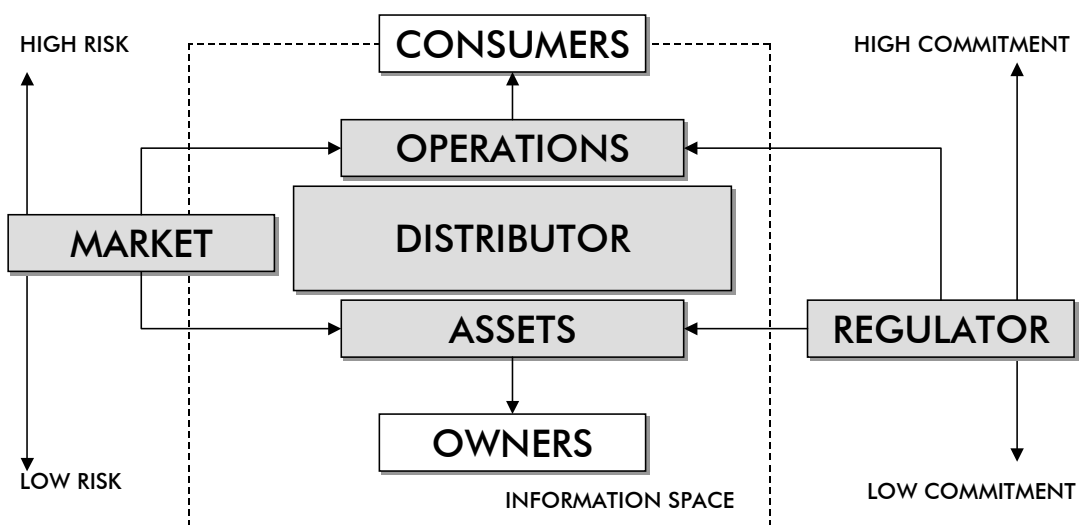 HIGH RISK
CONSUMERS
HIGH COMMITMENT
OPERATIONS
MARKET
DISTRIBUTOR
ASSETS
REGULATOR
OWNERS
LOW RISK
INFORMATION SPACE
LOW COMMITMENT